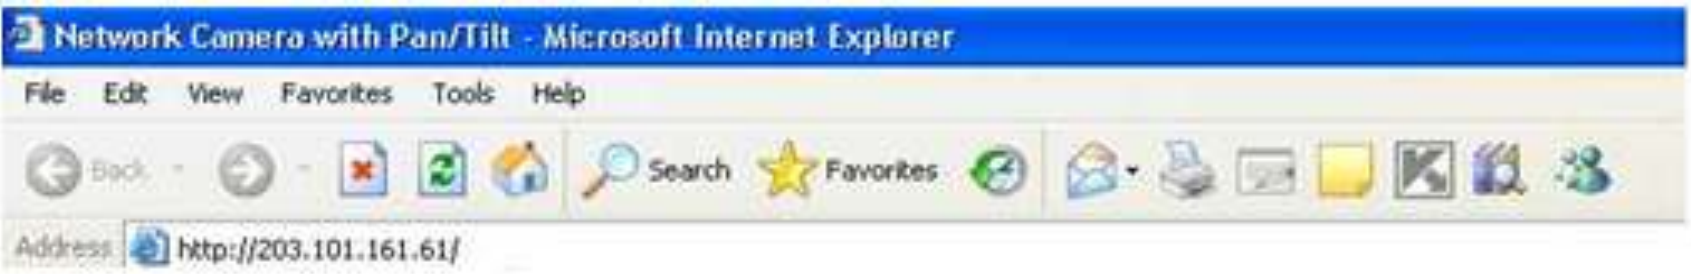 Network Camera with Pan/Tilt - Microsoft Internet Explorer
File Edit View Favorites Tools Help
Back Search Favorites
Address http://203.101.161.61/